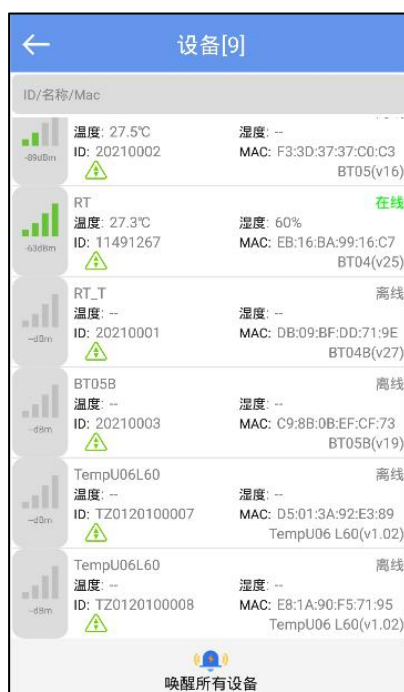 设备[9]
ID/名称/Mac
温度: 27.5℃ 湿度: --
-89dBm ID: 20210002 MAC: F3:3D:37:37:C0:C3
BT05(v16)
RT 在线
温度: 27.3℃ 湿度: 60%
-63dBm ID: 11491267 MAC: EB:16:BA:99:16:C7
BT04(v25)
RT_T 离线
温度: -- 湿度: --
--dBm ID: 20210001 MAC: DB:09:BF:DD:71:9E
BT04B(v27)
BT05B 离线
温度: -- 湿度: --
--dBm ID: 20210003 MAC: C9:8B:0B:EF:CF:73
BT05B(v19)
TempU06L60 离线
温度: -- 湿度: --
--dBm ID: TZ0120100007 MAC: D5:01:3A:92:E3:89
TempU06 L60(v1.02)
TempU06L60 离线
温度: -- 湿度: --
--dBm ID: TZ0120100008 MAC: E8:1A:90:F5:71:95
TempU06 L60(v1.02)
唤醒所有设备